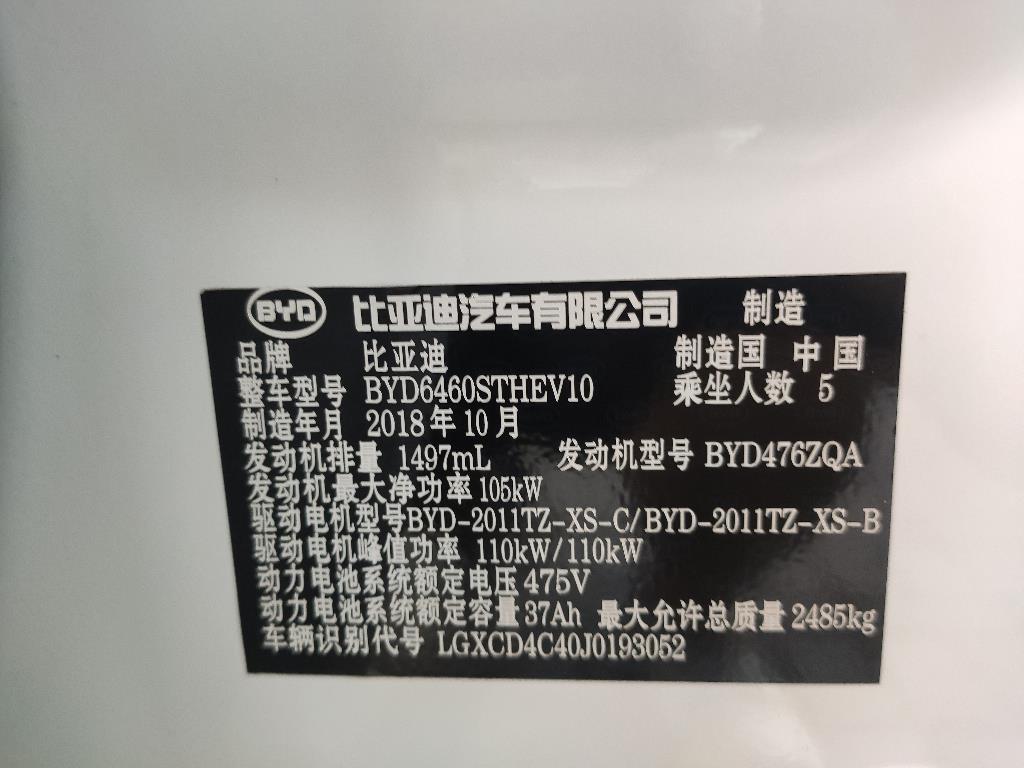 BYD 比亚迪汽车有限公司 制造
品牌 比亚迪 制造国 中国
整车型号 BYD6460STHEV10 乘坐人数 5
制造年月 2018年10月
发动机排量 1497mL 发动机型号 BYD476ZQA
发动机最大净功率 105kW
驱动电机型号BYD-2011TZ-XS-C/BYD-2011TZ-XS-B
驱动电机峰值功率 110kW/110kW
动力电池系统额定电压 475V
动力电池系统额定容量 37Ah 最大允许总质量 2485kg
车辆识别代号 LGXCD4C40J0193052